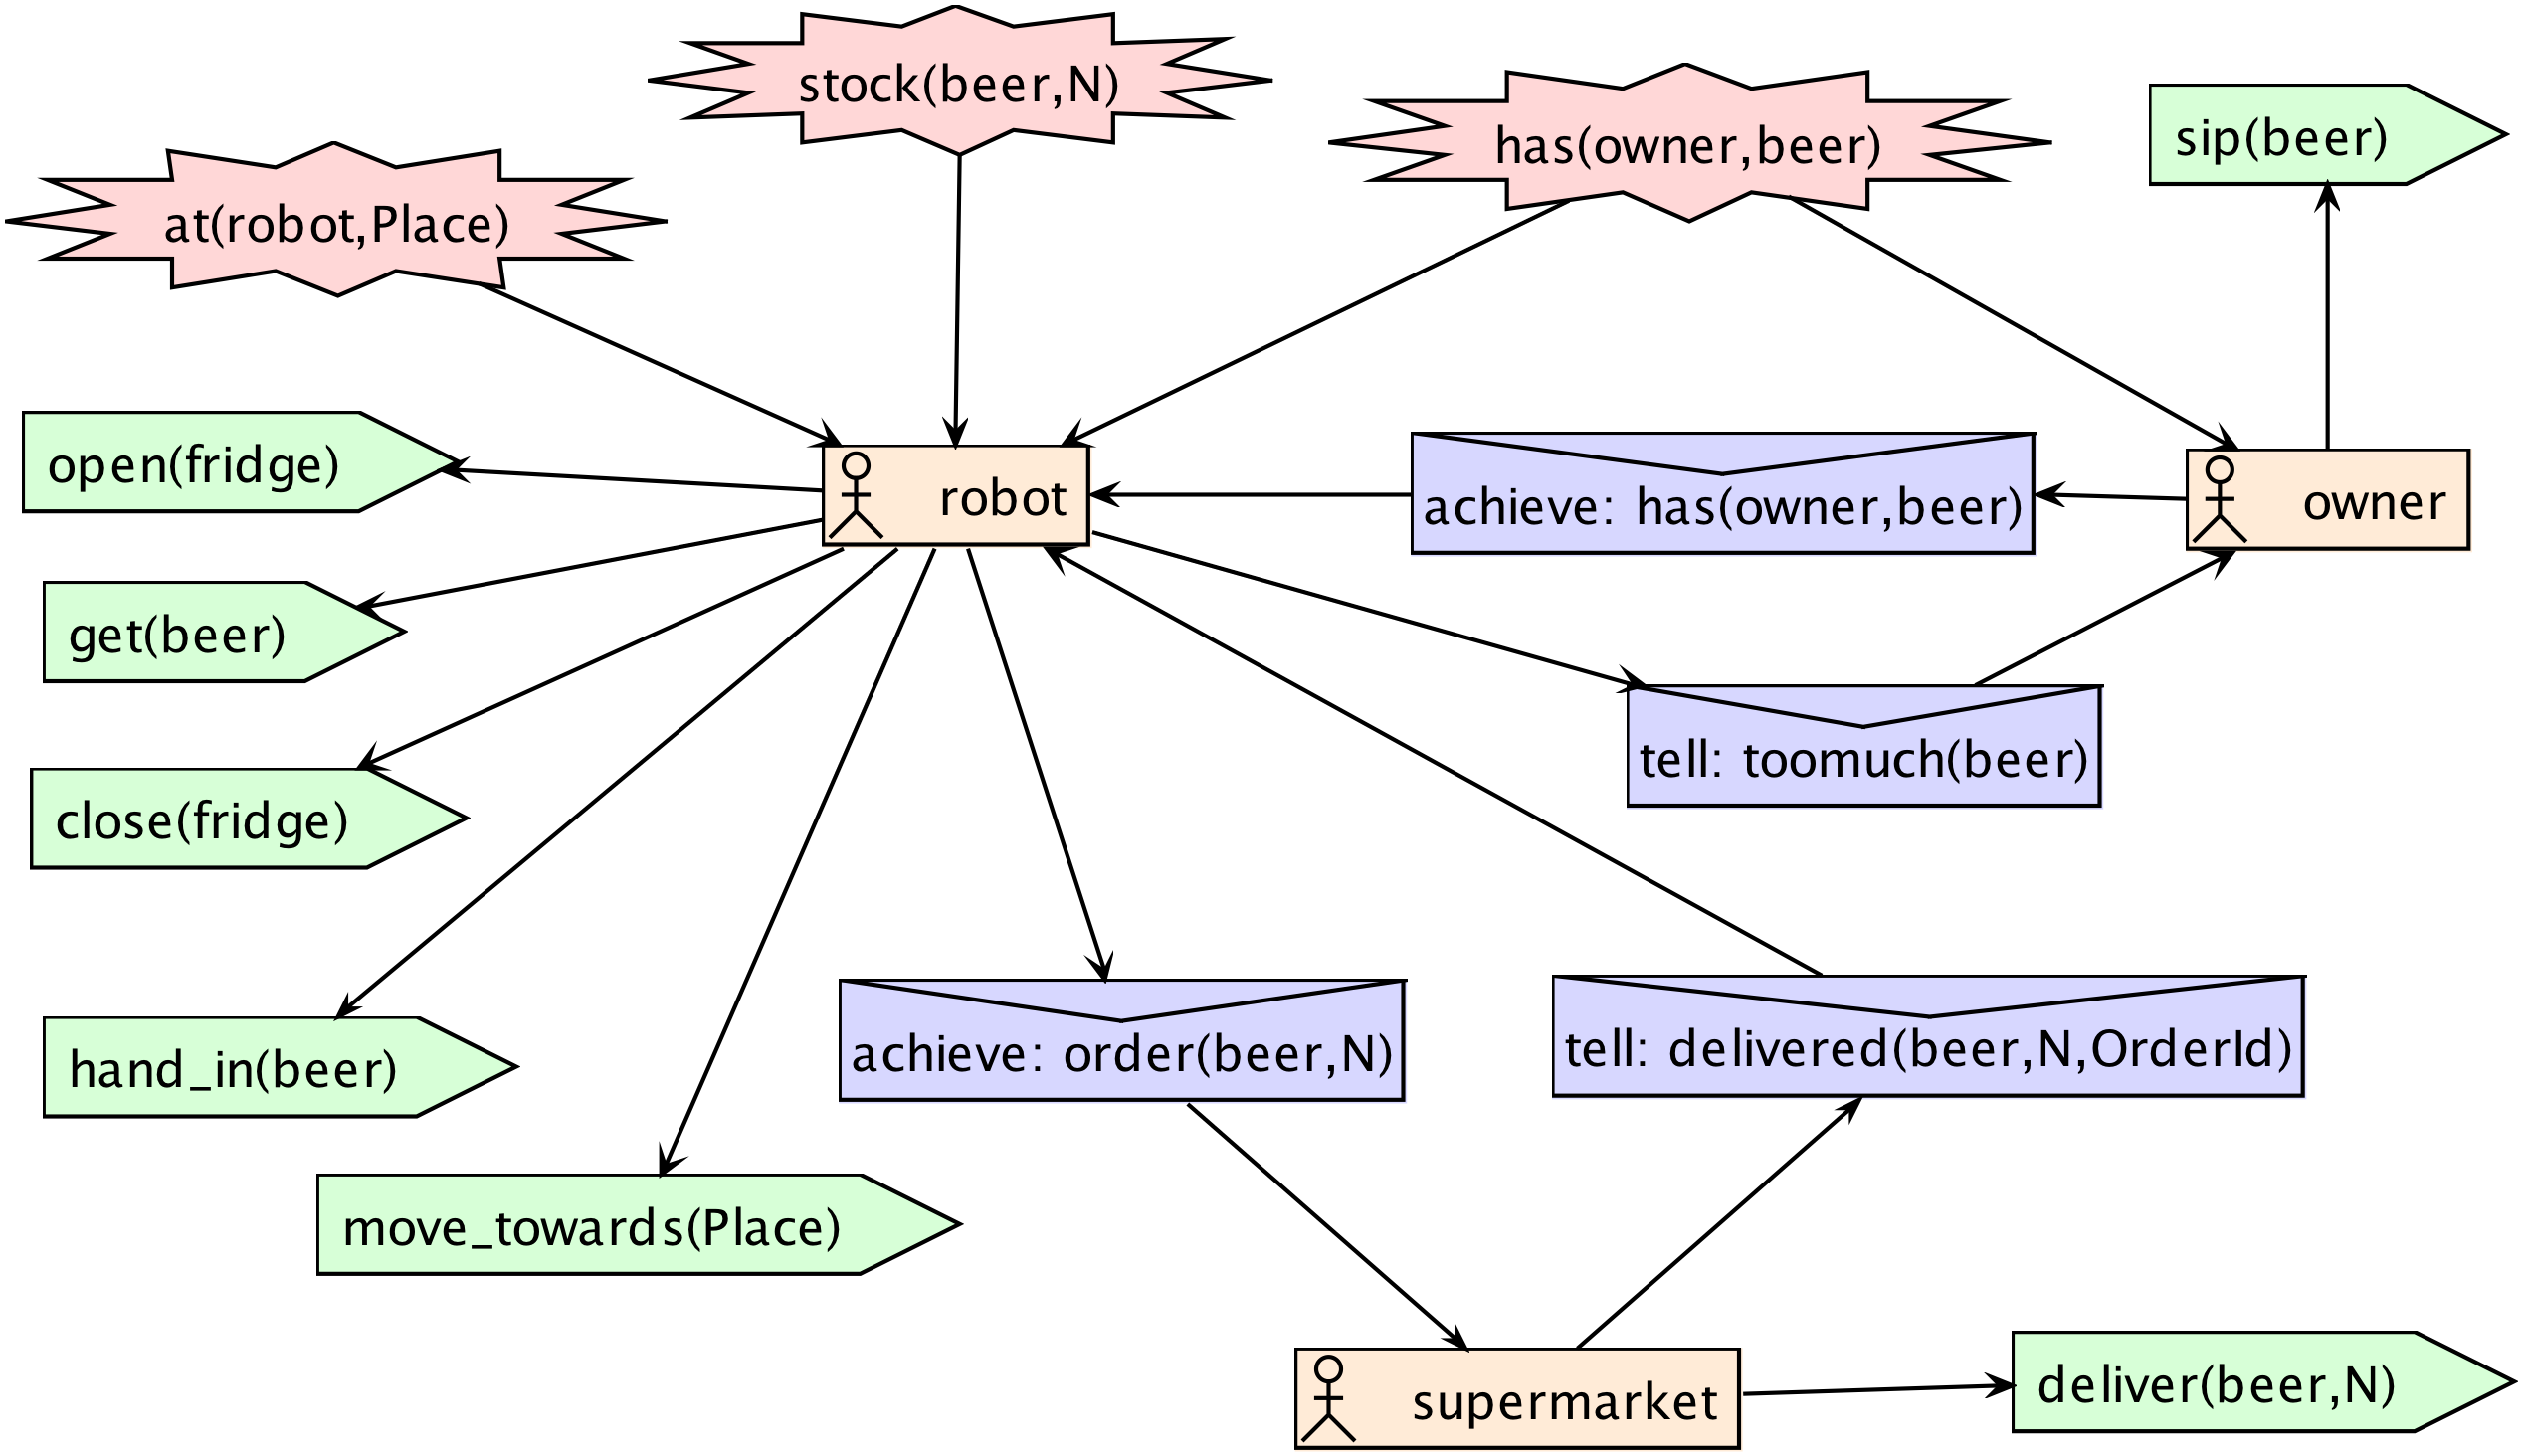 stock(beer,N)
has(owner,beer)
sip(beer)
at(robot,Place)
open(fridge)
robot
achieve: has(owner,beer)
owner
get(beer)
tell: toomuch(beer)
close(fridge)
hand_in(beer)
achieve: order(beer,N)
tell: delivered(beer,N,OrderId)
move_towards(Place)
supermarket
deliver(beer,N)